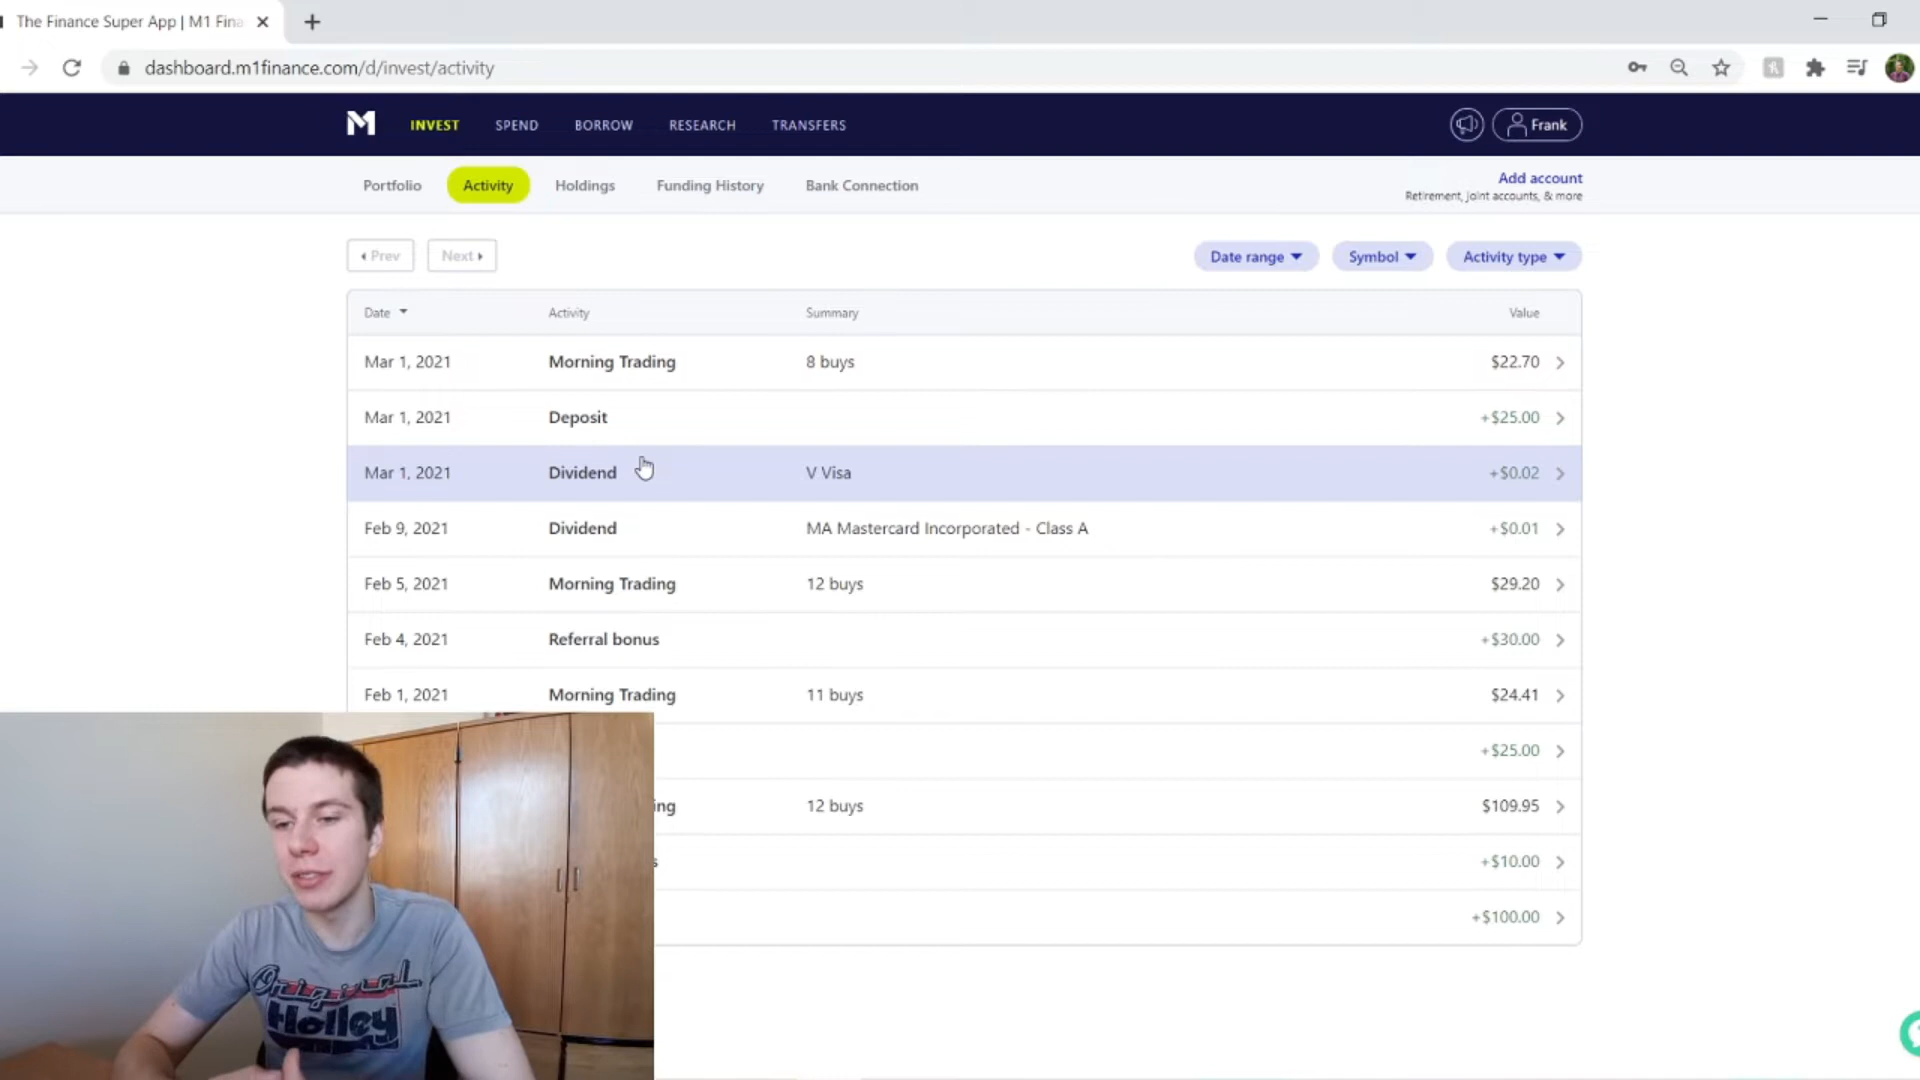 The Finance Super App | M1 Fina
dashboard.m1finance.com/d/invest/activity
INVEST SPEND BORROW RESEARCH TRANSFERS Frank
Portfolio Activity Holdings Funding History Bank Connection
Add account
Retirement, joint accounts, & more
Prev Next Date range Symbol Activity type
Date Activity Summary Value
Mar 1, 2021 Morning Trading 8 buys $22.70
Mar 1, 2021 Deposit +$25.00
Mar 1, 2021 Dividend V Visa +$0.02
Feb 9, 2021 Dividend MA Mastercard Incorporated - Class A +$0.01
Feb 5, 2021 Morning Trading 12 buys $29.20
Feb 4, 2021 Referral bonus +$30.00
Feb 1, 2021 Morning Trading 11 buys $24.41
+$25.00
ing 12 buys $109.95
s +$10.00
+$100.00
Original
Holley